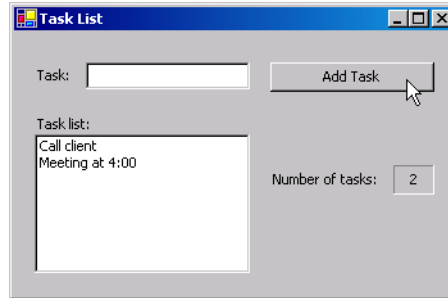 Task List
Task:
Add Task
Task list:
Call client
Meeting at 4:00
Number of tasks: 2